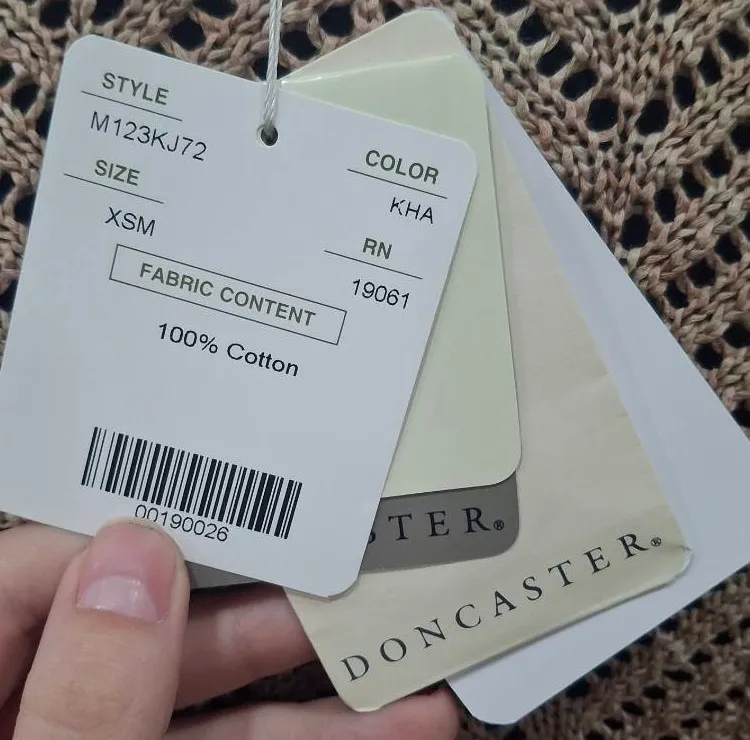 STYLE
M123KJ72
COLOR
KHA
SIZE
XSM
RN
19061
FABRIC CONTENT
100% Cotton
00190026
STER®
DONCASTER®